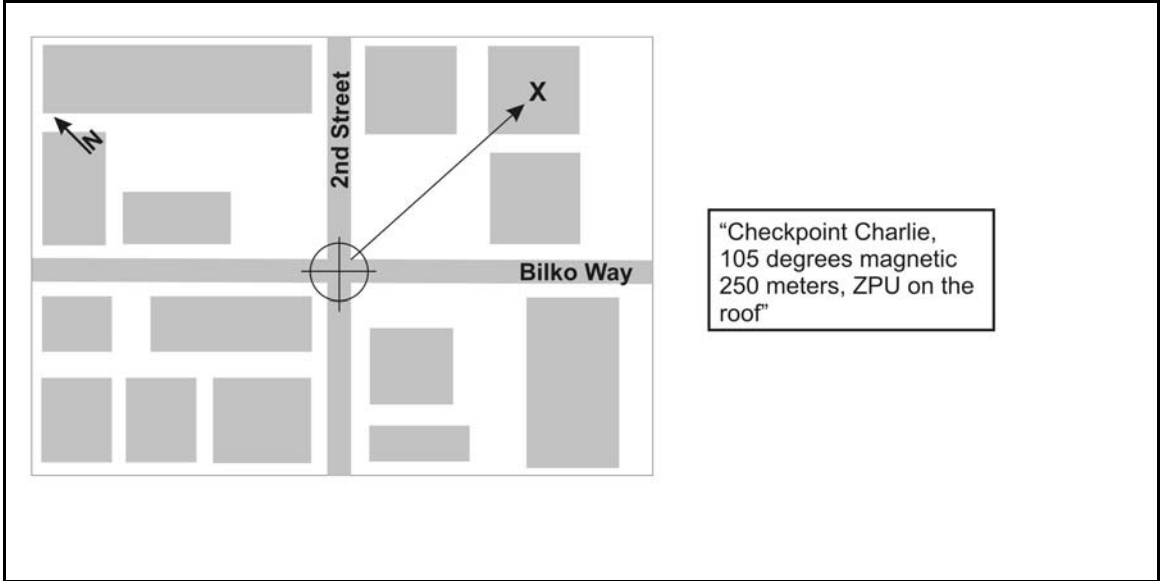 2nd Street
X
N
Bilko Way
“Checkpoint Charlie,
105 degrees magnetic
250 meters, ZPU on the
roof”